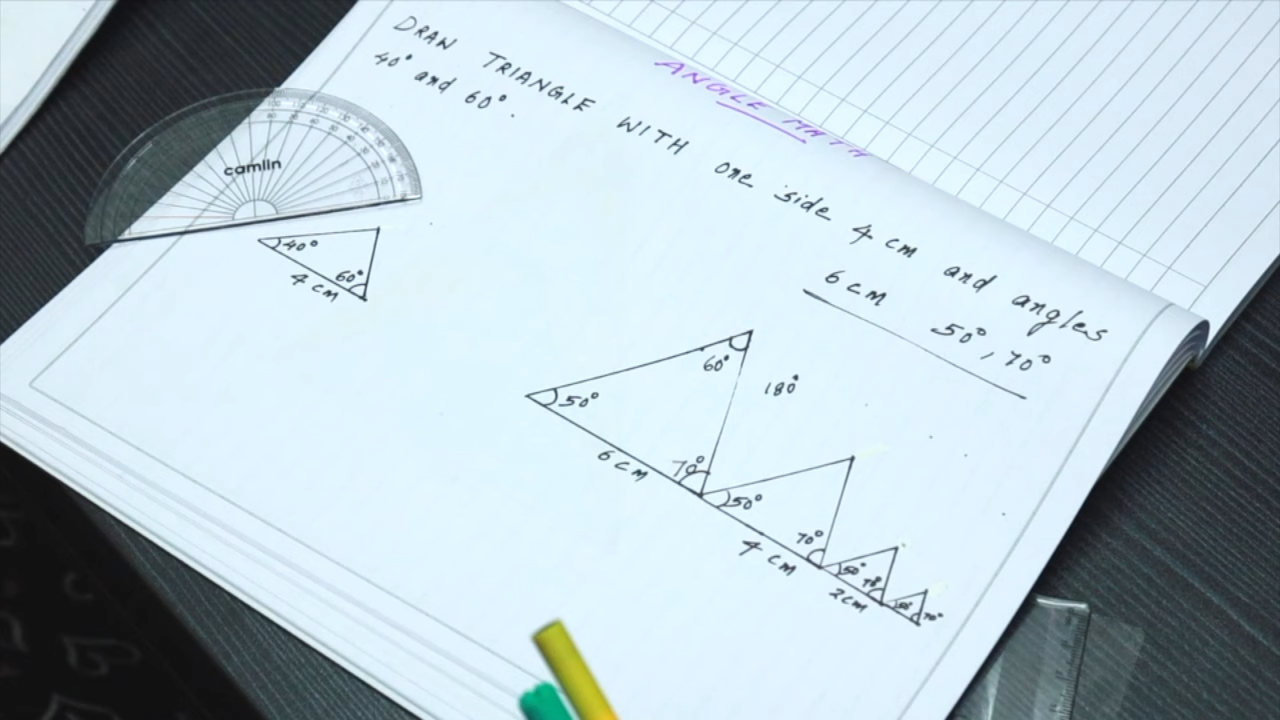 ANGLE MATH
DRAW TRIANGLE WITH one side 4 cm and angles
40° and 60°.
6 cm 50°, 70°
camlin
40°
60°
4 cm
60°
180°
50°
70°
6 cm
50°
70°
4 cm
50°
2cm
70°